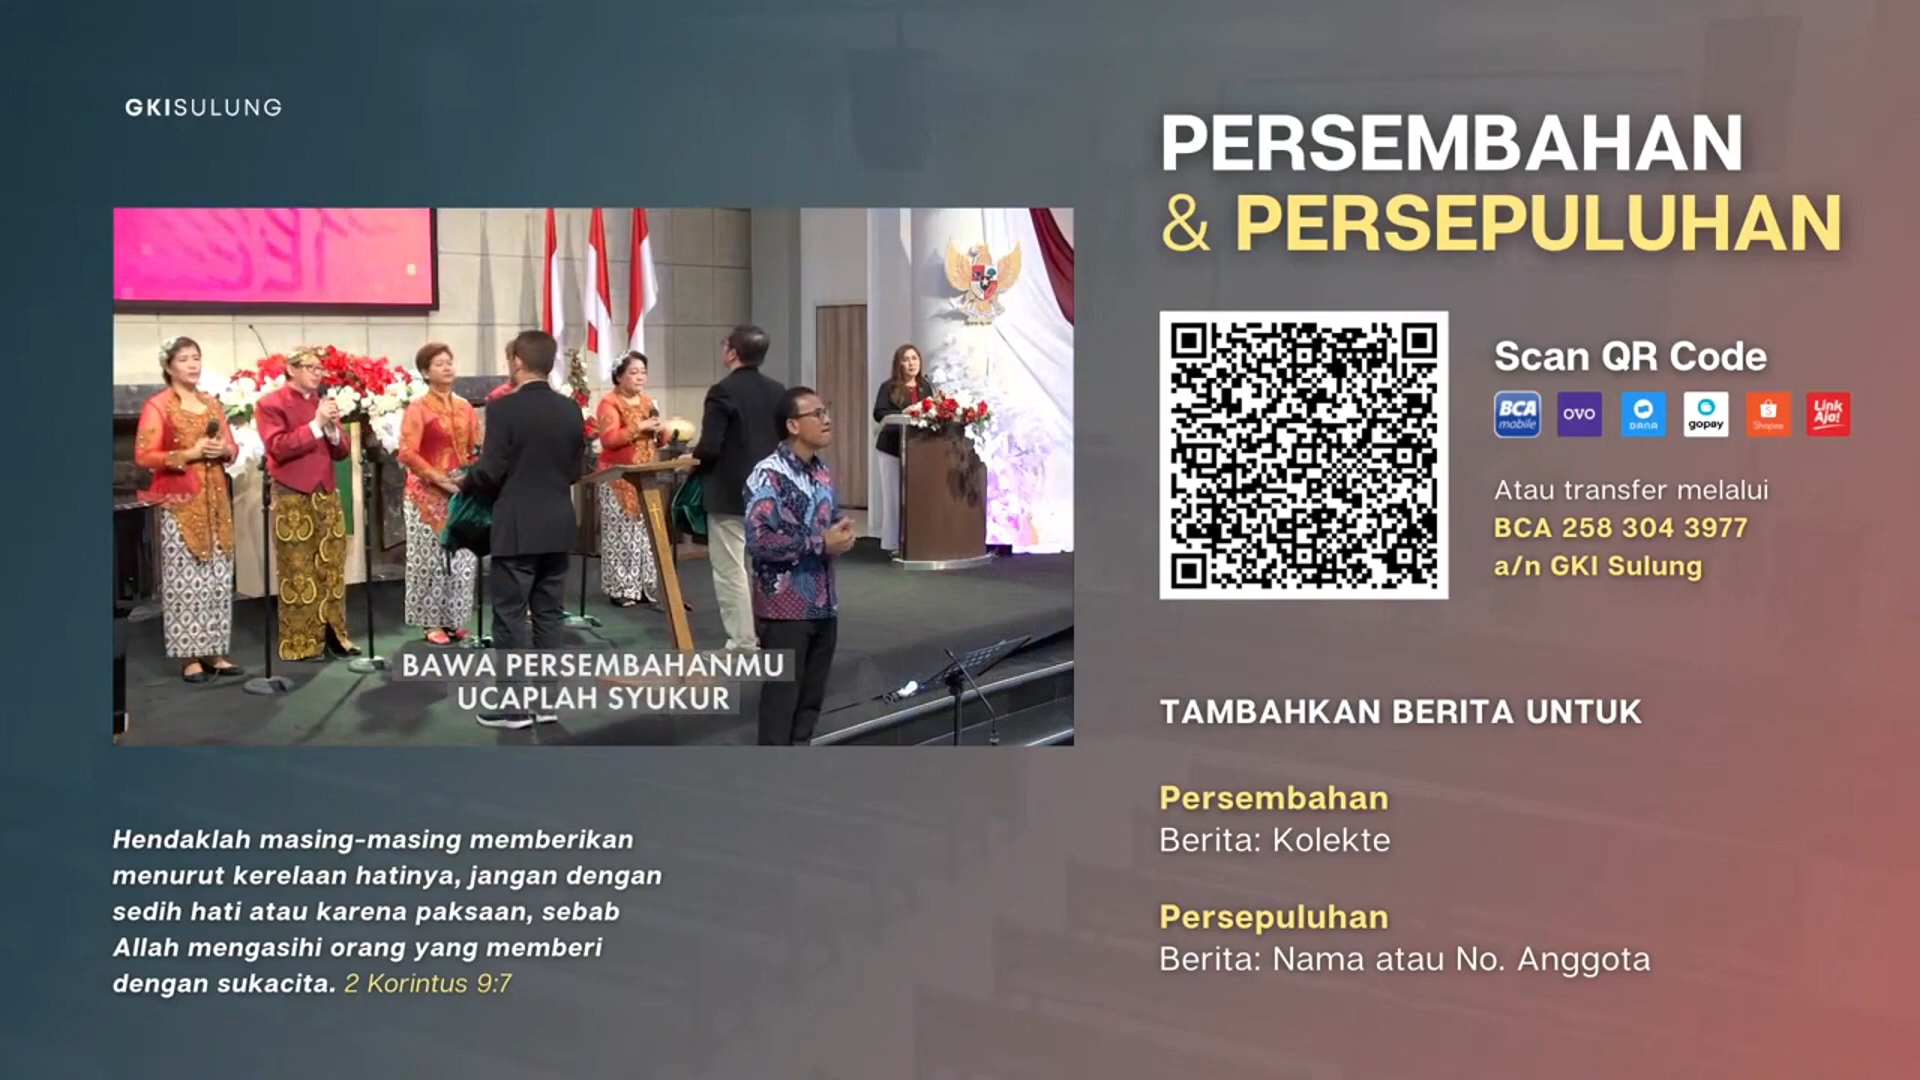 GKISULUNG
BAWA PERSEMBAHANMU
UCAPLAH SYUKUR
Hendaklah masing-masing memberikan
menurut kerelaan hatinya, jangan dengan
sedih hati atau karena paksaan, sebab
Allah mengasihi orang yang memberi
dengan sukacita. 2 Korintus 9:7
PERSEMBAHAN
& PERSEPULUHAN
Scan QR Code
BCA mobile
OVO
DANA
gopay
Shopee
Link Aja!
Atau transfer melalui
BCA 258 304 3977
a/n GKI Sulung
TAMBAHKAN BERITA UNTUK
Persembahan
Berita: Kolekte
Persepuluhan
Berita: Nama atau No. Anggota